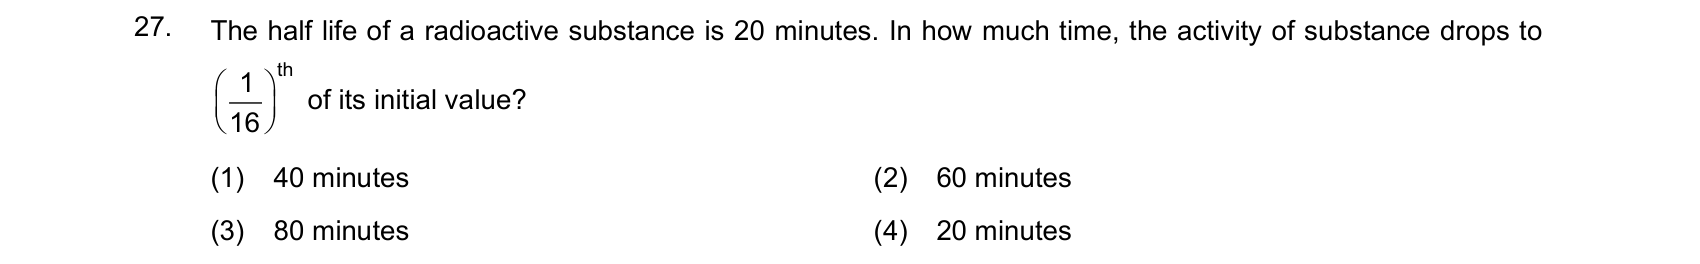 27. The half life of a radioactive substance is 20 minutes. In how much time, the activity of substance drops to
(1/16)th of its initial value?
(1) 40 minutes (2) 60 minutes
(3) 80 minutes (4) 20 minutes